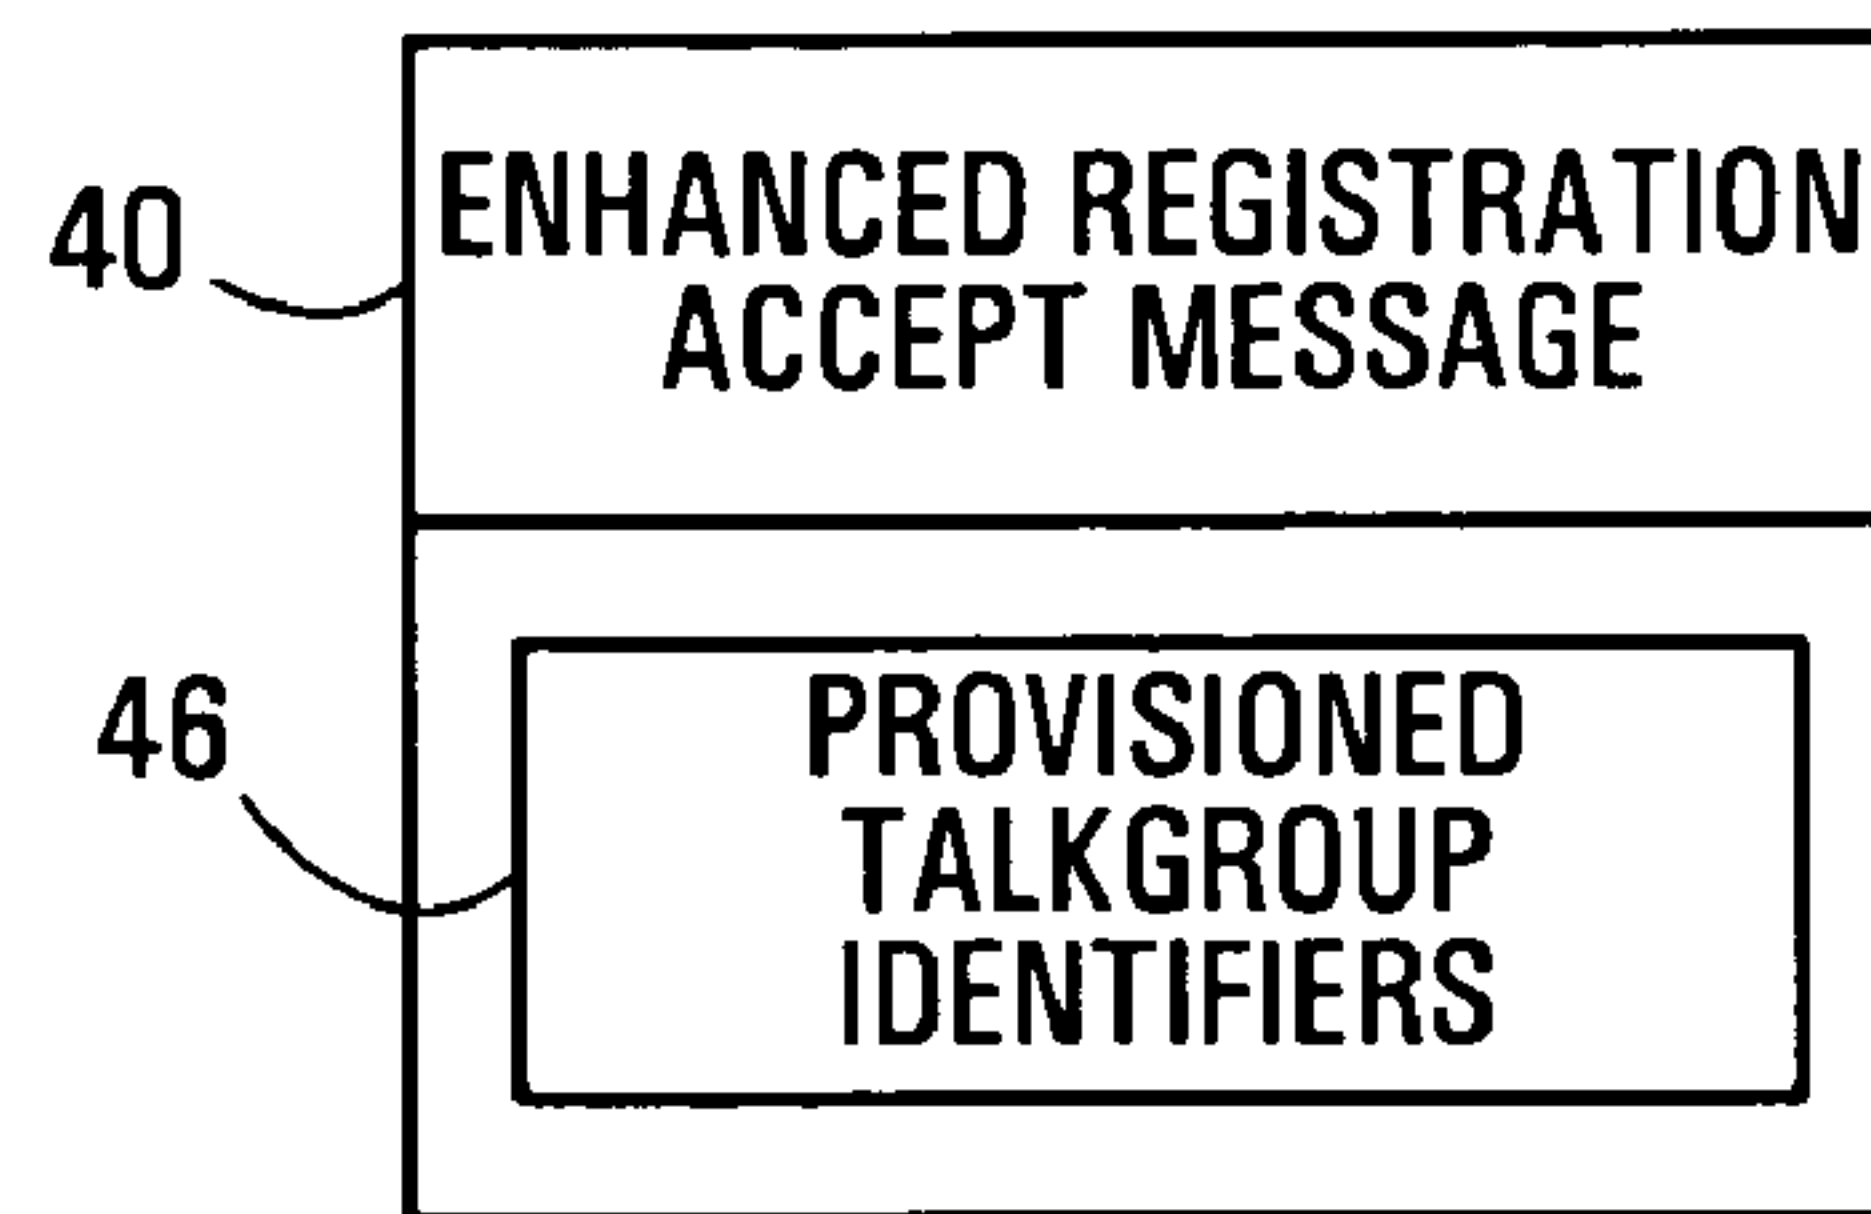 40
ENHANCED REGISTRATION
ACCEPT MESSAGE
46
PROVISIONED
TALKGROUP
IDENTIFIERS